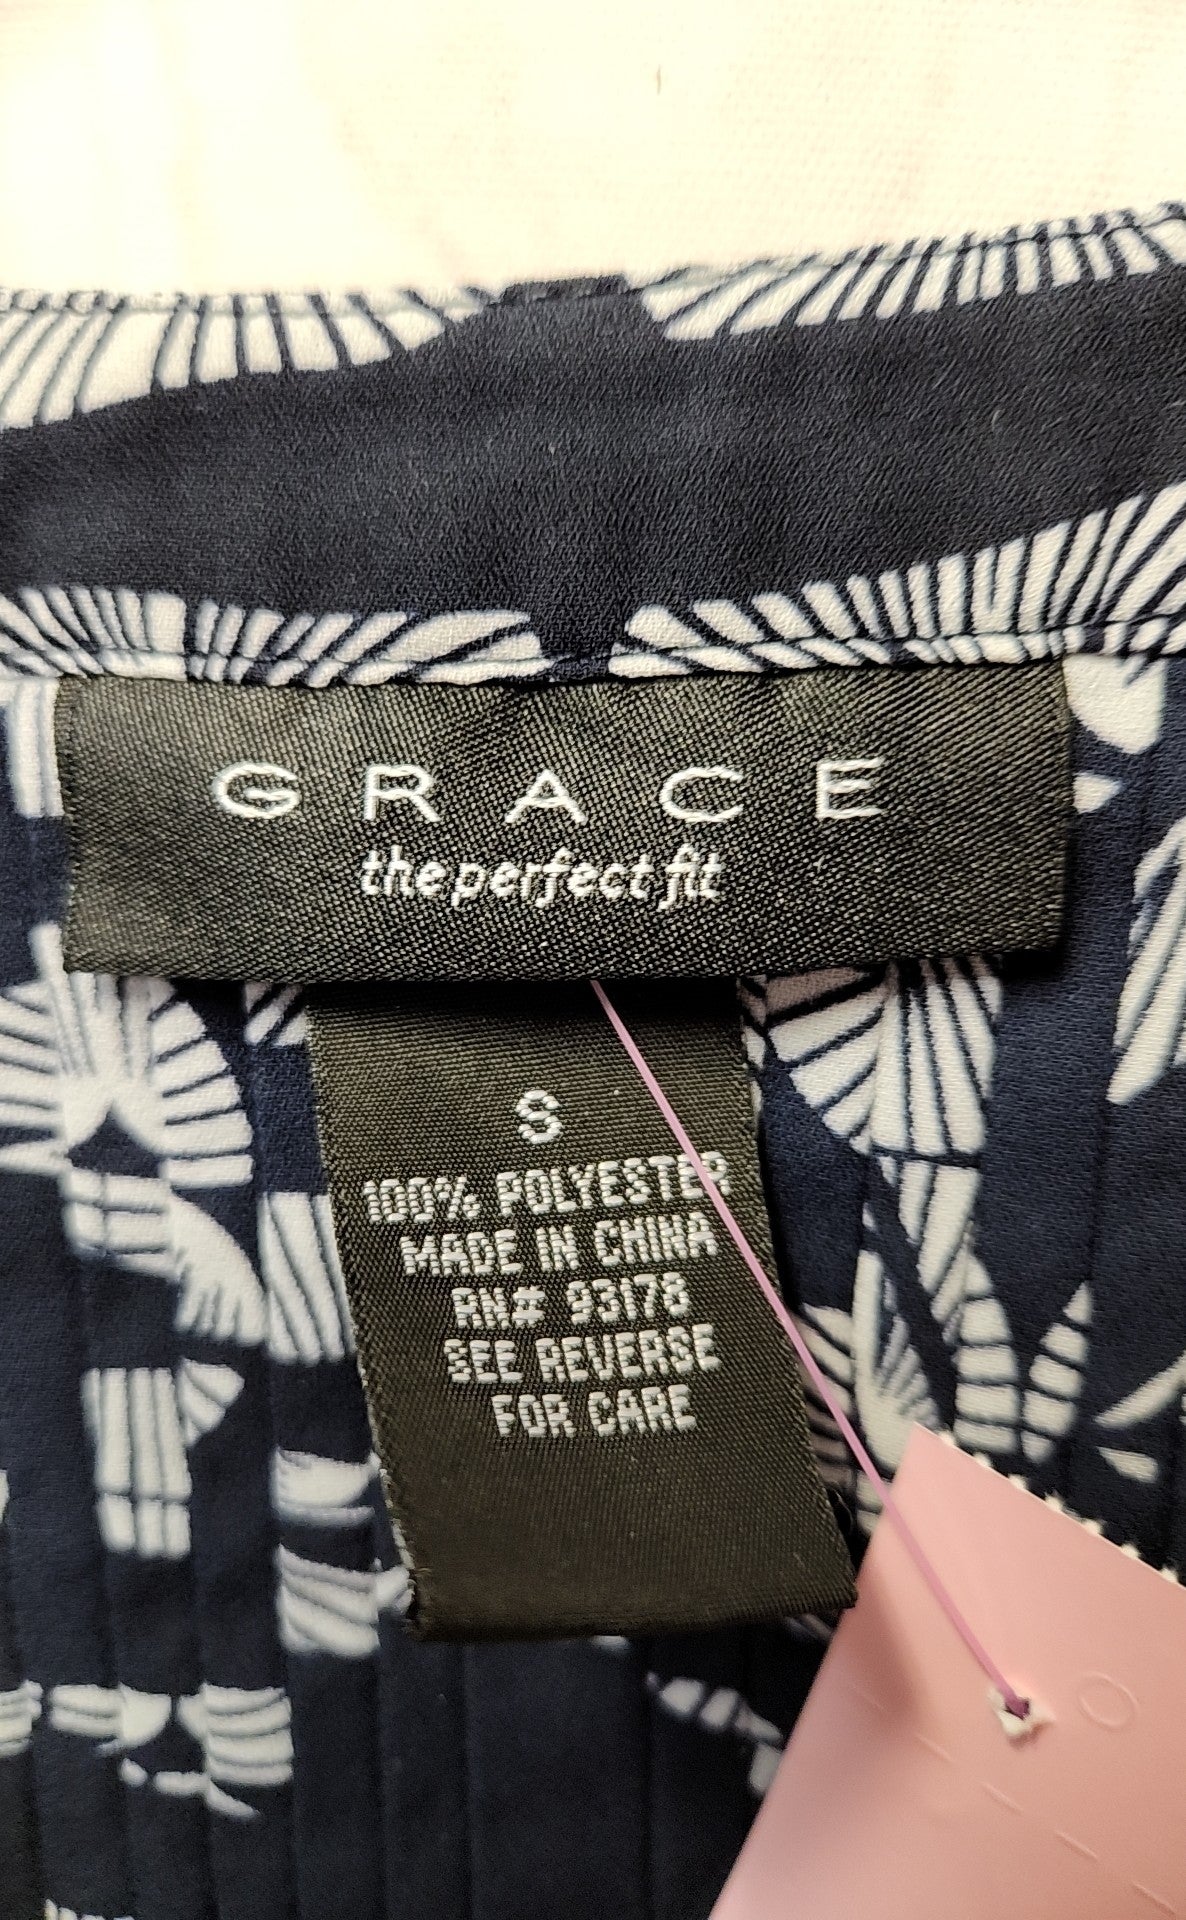 GRACE
the perfect fit
S
100% POLYESTER
MADE IN CHINA
RN# 93178
SEE REVERSE
FOR CARE